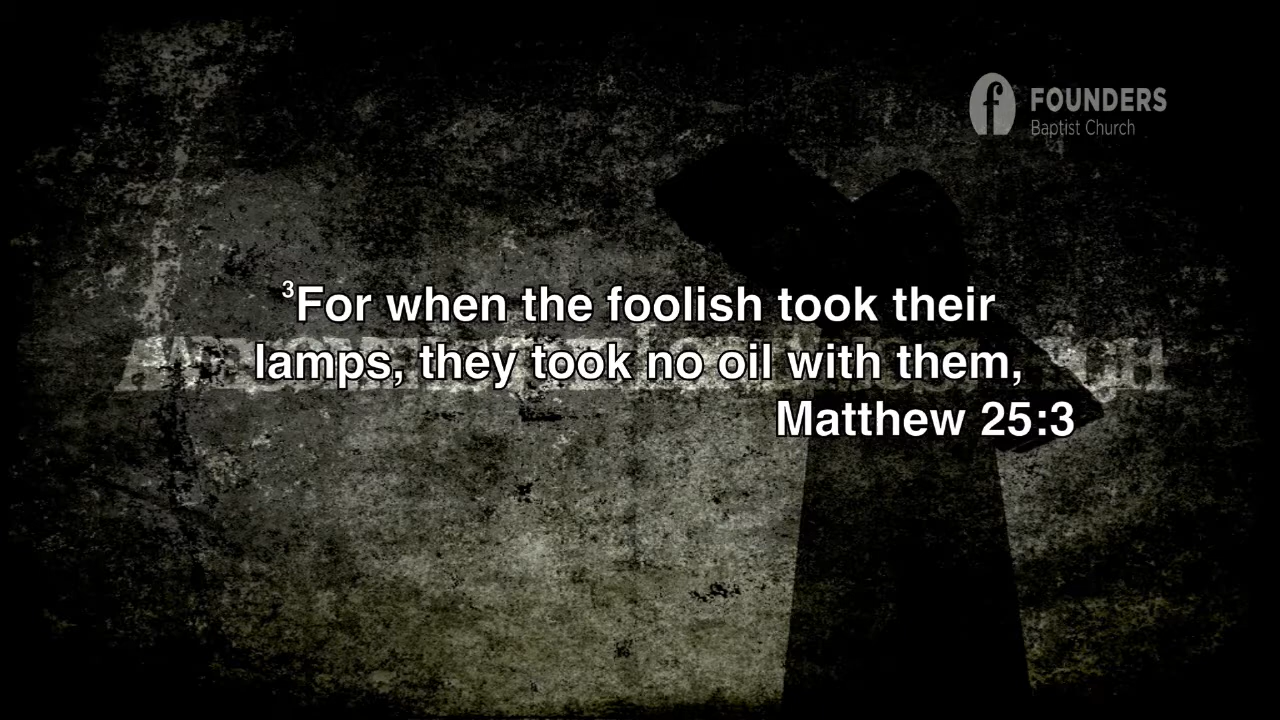 FOUNDERS
Baptist Church
³For when the foolish took their
lamps, they took no oil with them,
Matthew 25:3